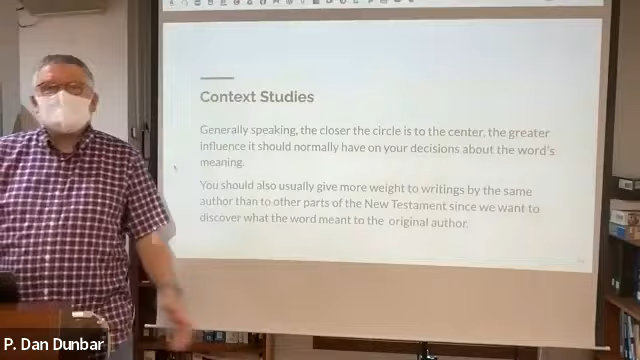 Context Studies
Generally speaking, the closer the circle is to the center, the greater
influence it should normally have on your decisions about the word's
meaning.
You should also usually give more weight to writings by the same
author than to other parts of the New Testament since we want to
discover what the word meant to the original author.
P. Dan Dunbar